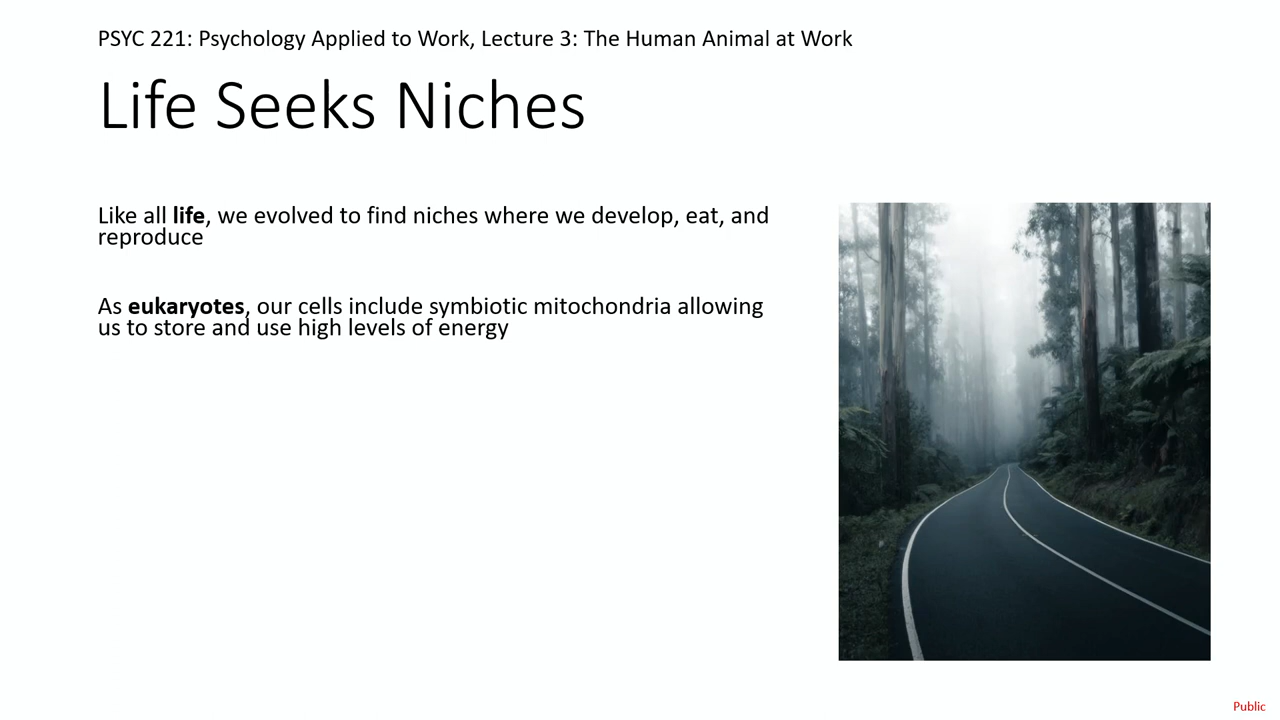 PSYC 221: Psychology Applied to Work, Lecture 3: The Human Animal at Work
Life Seeks Niches
Like all life, we evolved to find niches where we develop, eat, and
reproduce
As eukaryotes, our cells include symbiotic mitochondria allowing
us to store and use high levels of energy
Public